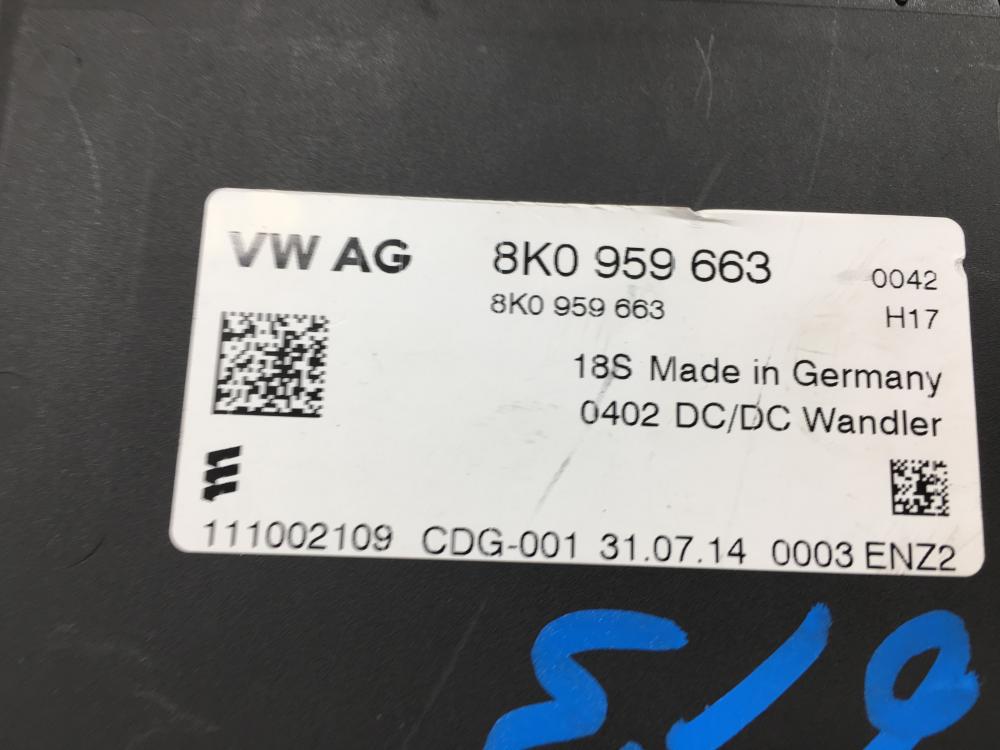 VW AG 8K0 959 663 0042
8K0 959 663 H17
18S Made in Germany
0402 DC/DC Wandler
111002109 CDG-001 31.07.14 0003 ENZ2